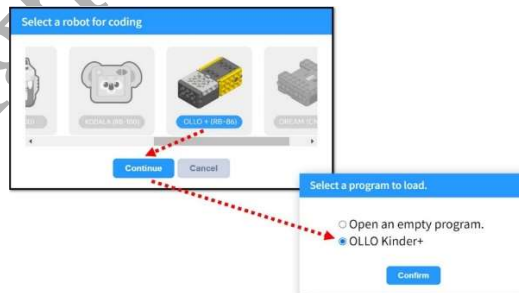 Select a robot for coding
KODALA (RB-100)
OLLO + (RB-86)
Continue
Cancel
Select a program to load.
Open an empty program.
OLLO Kinder+
Confirm